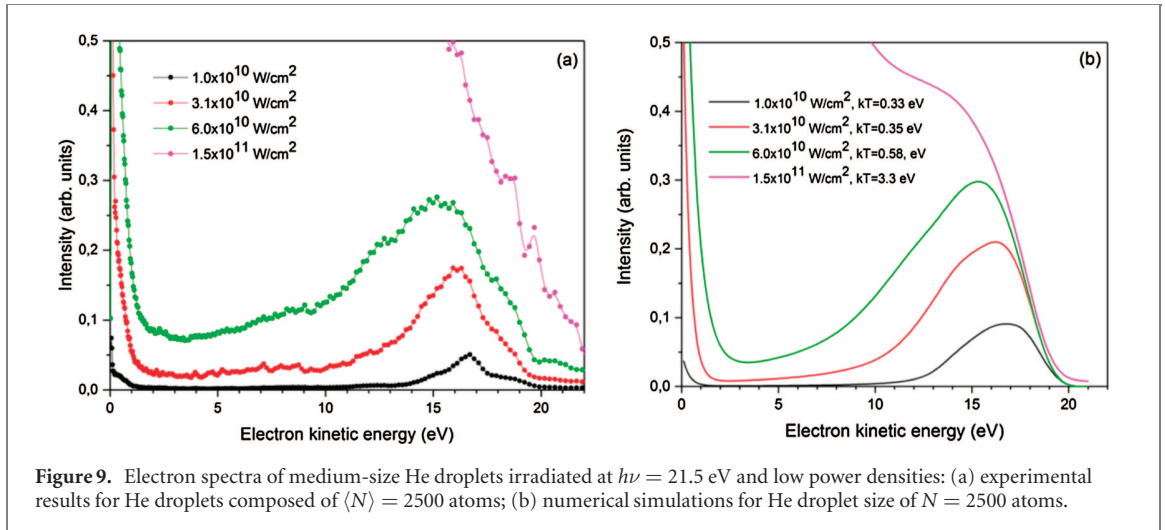 0,5
0,4
0,3
0,2
0,1
0,0
Intensity (arb. units)
(a)
1.0x10^10 W/cm^2
3.1x10^10 W/cm^2
6.0x10^10 W/cm^2
1.5x10^11 W/cm^2
0 5 10 15 20
Electron kinetic energy (eV)
0,5
0,4
0,3
0,2
0,1
0,0
Intensity (arb. units)
(b)
1.0x10^10 W/cm^2, kT=0.33 eV
3.1x10^10 W/cm^2, kT=0.35 eV
6.0x10^10 W/cm^2, kT=0.58, eV
1.5x10^11 W/cm^2, kT=3.3 eV
0 5 10 15 20
Electron kinetic energy (eV)
Figure 9. Electron spectra of medium-size He droplets irradiated at hν = 21.5 eV and low power densities: (a) experimental
results for He droplets composed of ⟨N⟩ = 2500 atoms; (b) numerical simulations for He droplet size of N = 2500 atoms.